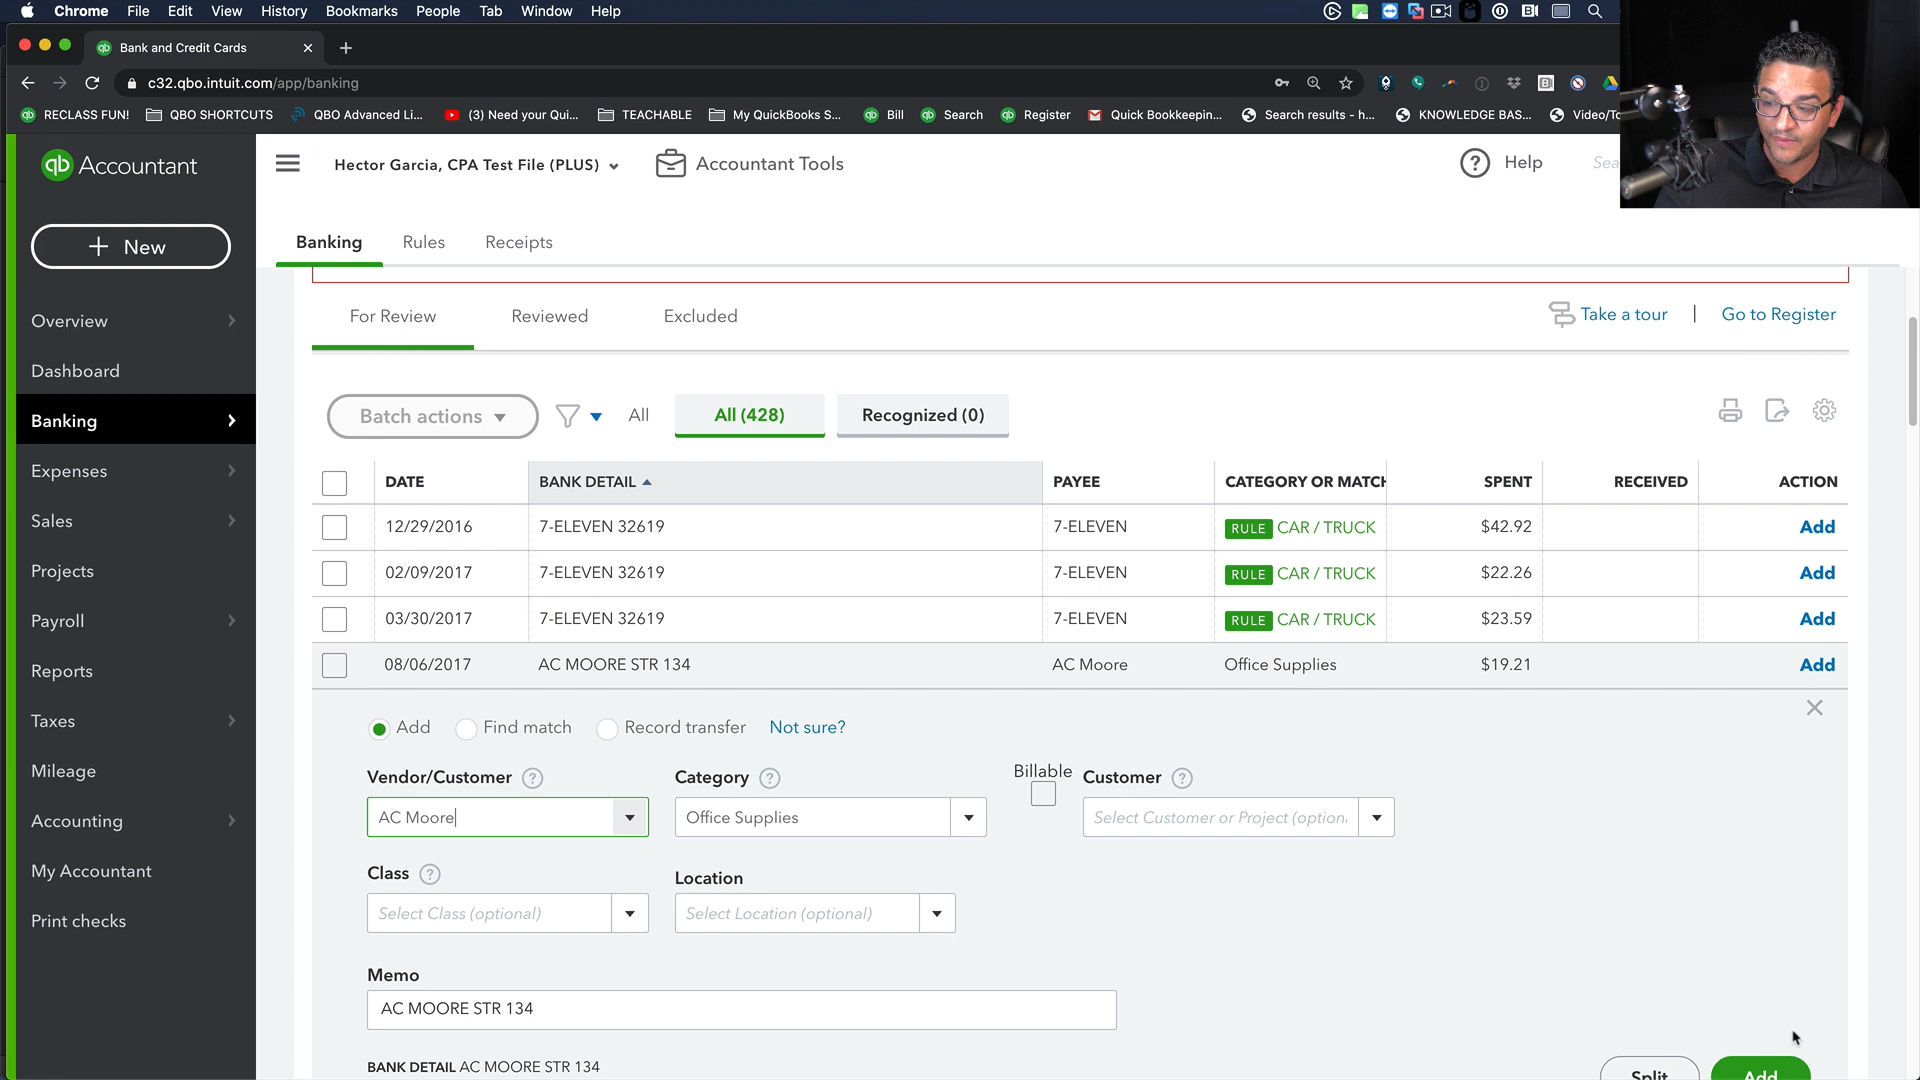 Chrome File Edit View History Bookmarks People Tab Window Help
Bank and Credit Cards
c32.qbo.intuit.com/app/banking
RECLASS FUN! QBO SHORTCUTS QBO Advanced Li... (3) Need your Qui... TEACHABLE My QuickBooks S... Bill Search Register Quick Bookkeepin... Search results - h... KNOWLEDGE BAS... Video/
qb Accountant
Hector Garcia, CPA Test File (PLUS) Accountant Tools Help Sea
+ New
Banking Rules Receipts
For Review Reviewed Excluded Take a tour | Go to Register
Overview
Dashboard
Banking
Expenses
Sales
Projects
Payroll
Reports
Taxes
Mileage
Accounting
My Accountant
Print checks
Batch actions All All (428) Recognized (0)
DATE BANK DETAIL PAYEE CATEGORY OR MATCH SPENT RECEIVED ACTION
12/29/2016 7-ELEVEN 32619 7-ELEVEN RULE CAR / TRUCK $42.92 Add
02/09/2017 7-ELEVEN 32619 7-ELEVEN RULE CAR / TRUCK $22.26 Add
03/30/2017 7-ELEVEN 32619 7-ELEVEN RULE CAR / TRUCK $23.59 Add
08/06/2017 AC MOORE STR 134 AC Moore Office Supplies $19.21 Add
Add Find match Record transfer Not sure?
Vendor/Customer ? Category ? Billable Customer ?
AC Moore Office Supplies Select Customer or Project (option.
Class ? Location
Select Class (optional) Select Location (optional)
Memo
AC MOORE STR 134
BANK DETAIL AC MOORE STR 134
Split Add